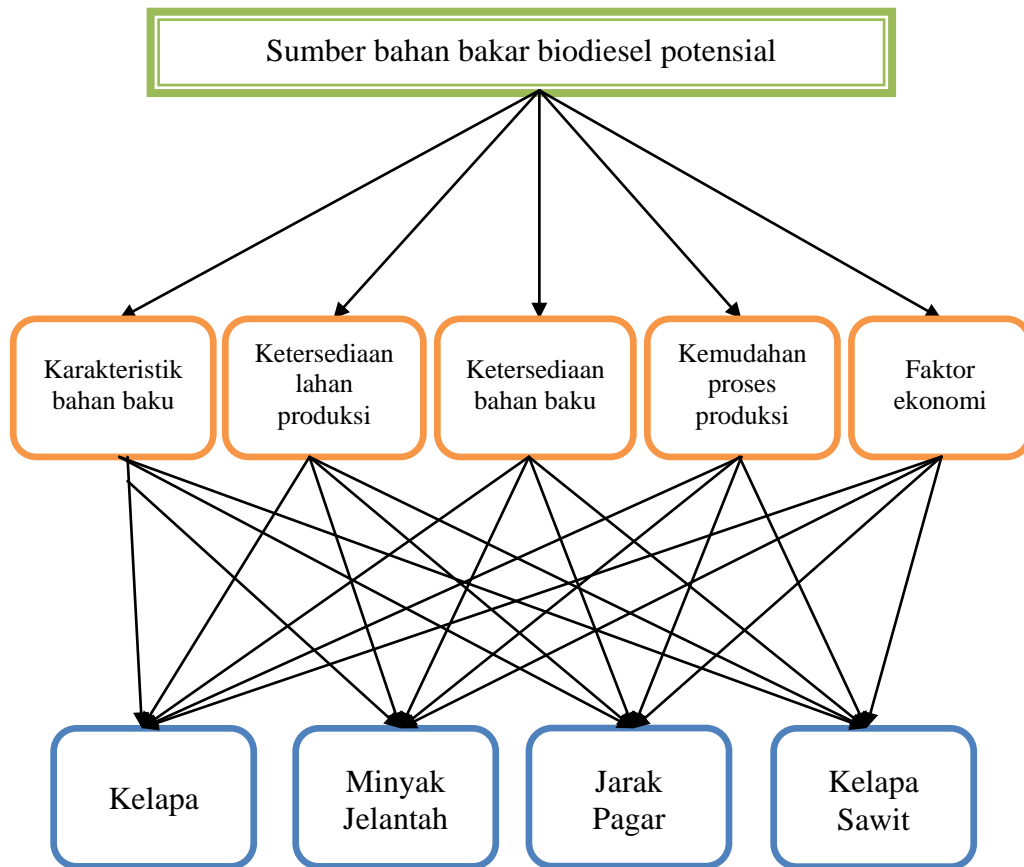 Sumber bahan bakar biodiesel potensial
Karakteristik
bahan baku
Ketersediaan
lahan
produksi
Ketersediaan
bahan baku
Kemudahan
proses
produksi
Faktor
ekonomi
Kelapa
Minyak
Jelantah
Jarak
Pagar
Kelapa
Sawit